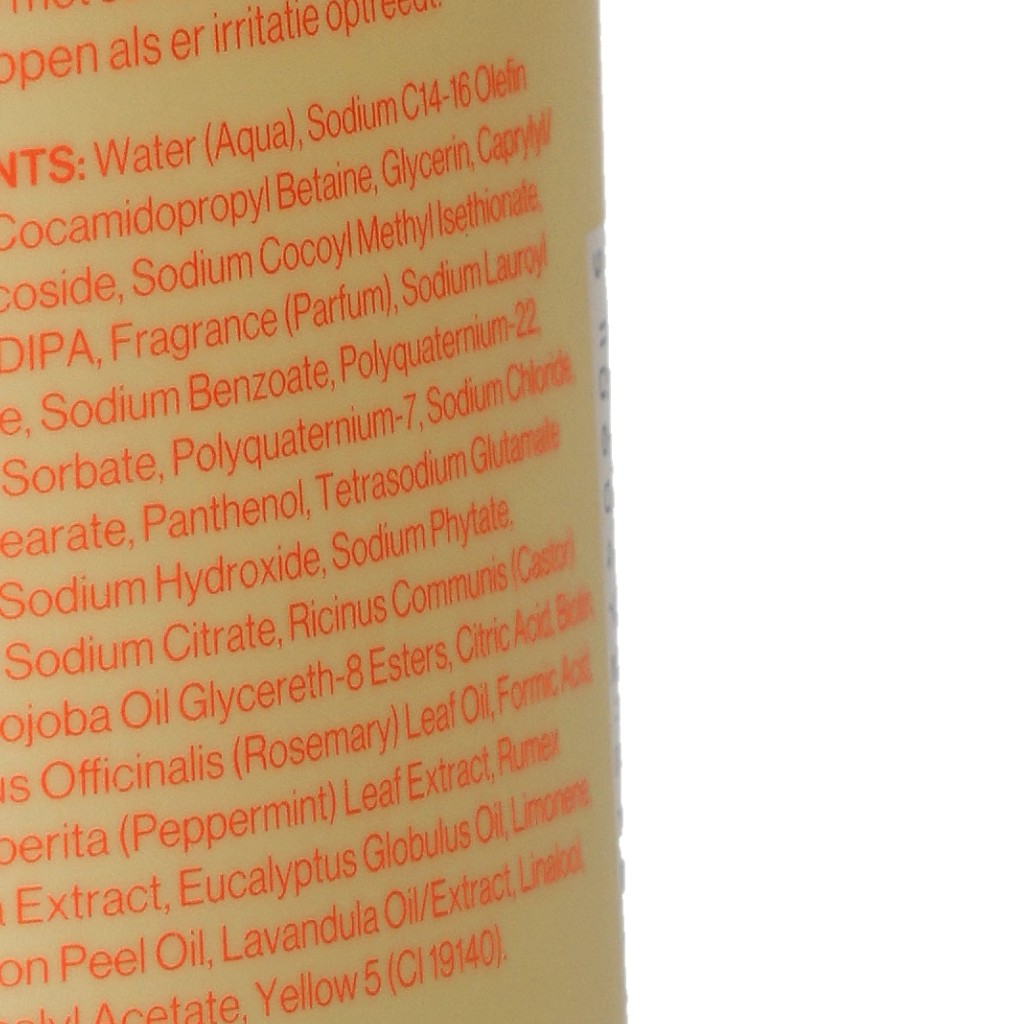 open als er irritatie optreedt.
NTS: Water (Aqua), Sodium C14-16 Olefin
Cocamidopropyl Betaine, Glycerin, Caprylyl/
coside, Sodium Cocoyl Methyl Isethionate,
DIPA, Fragrance (Parfum), Sodium Lauroyl
e, Sodium Benzoate, Polyquaternium-22,
Sorbate, Polyquaternium-7, Sodium Chloride,
earate, Panthenol, Tetrasodium Glutamate
Sodium Hydroxide, Sodium Phytate,
Sodium Citrate, Ricinus Communis (Castor)
ojoba Oil Glycereth-8 Esters, Citric Acid, Biotin,
us Officinalis (Rosemary) Leaf Oil, Formic Acid,
perita (Peppermint) Leaf Extract, Rumex
Extract, Eucalyptus Globulus Oil, Limonene,
on Peel Oil, Lavandula Oil/Extract, Linalool,
Acetate, Yellow 5 (CI 19140).